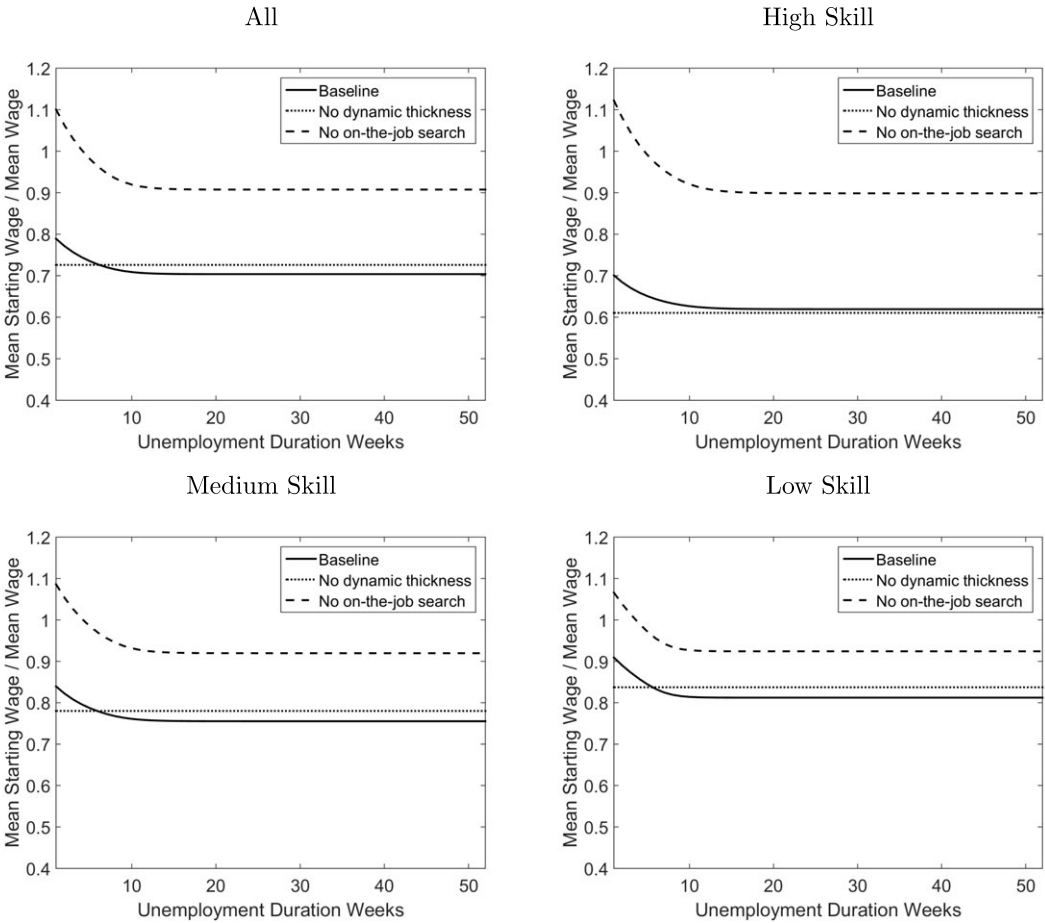 All
Mean Starting Wage / Mean Wage
1.2
1.1
1
0.9
0.8
0.7
0.6
0.5
0.4
Baseline
No dynamic thickness
No on-the-job search
10
20
30
40
50
Unemployment Duration Weeks
High Skill
Mean Starting Wage / Mean Wage
1.2
1.1
1
0.9
0.8
0.7
0.6
0.5
0.4
Baseline
No dynamic thickness
No on-the-job search
10
20
30
40
50
Unemployment Duration Weeks
Medium Skill
Mean Starting Wage / Mean Wage
1.2
1.1
1
0.9
0.8
0.7
0.6
0.5
0.4
Baseline
No dynamic thickness
No on-the-job search
10
20
30
40
50
Unemployment Duration Weeks
Low Skill
Mean Starting Wage / Mean Wage
1.2
1.1
1
0.9
0.8
0.7
0.6
0.5
0.4
Baseline
No dynamic thickness
No on-the-job search
10
20
30
40
50
Unemployment Duration Weeks